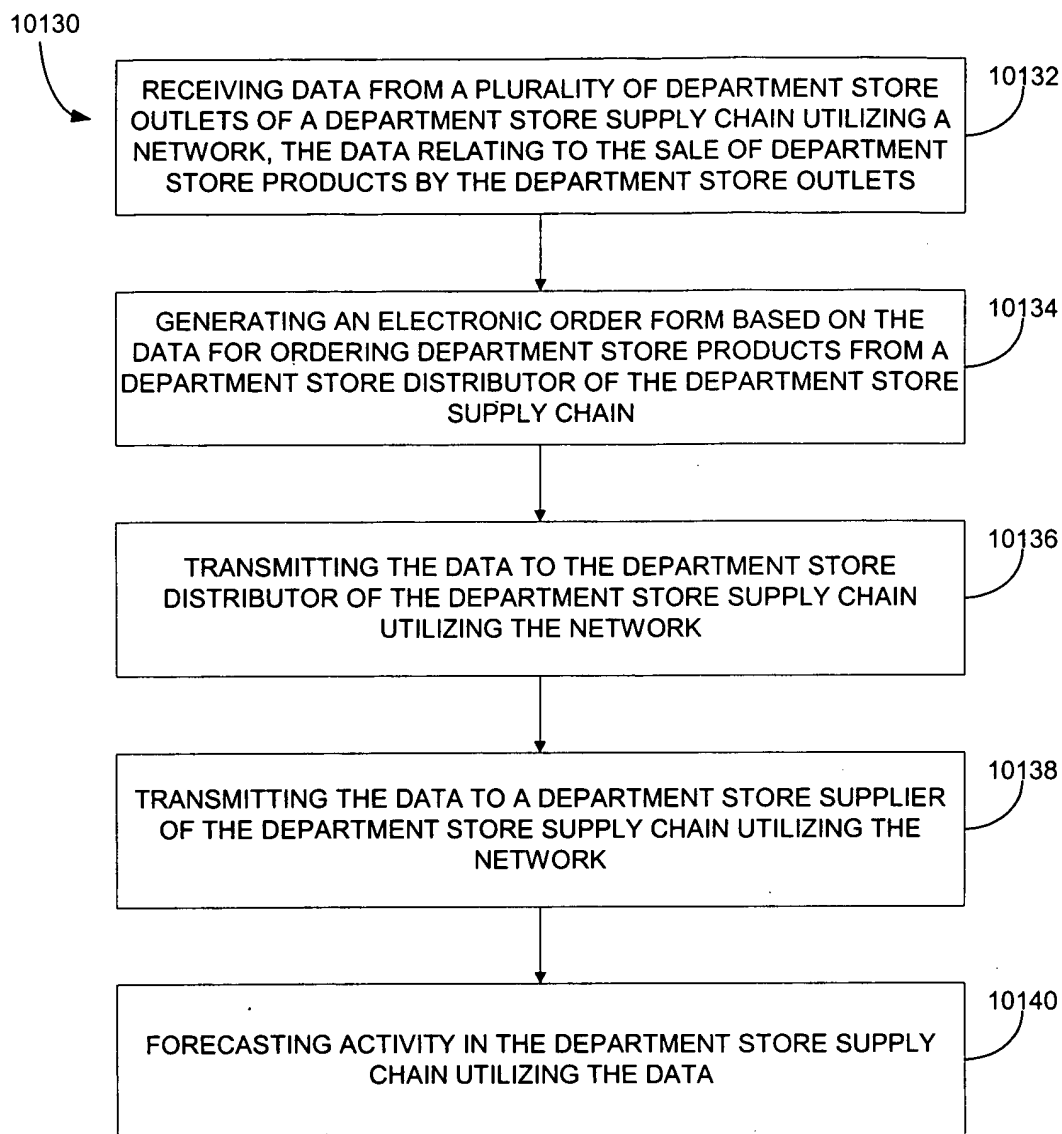 10130
10132
RECEIVING DATA FROM A PLURALITY OF DEPARTMENT STORE
OUTLETS OF A DEPARTMENT STORE SUPPLY CHAIN UTILIZING A
NETWORK, THE DATA RELATING TO THE SALE OF DEPARTMENT
STORE PRODUCTS BY THE DEPARTMENT STORE OUTLETS
10134
GENERATING AN ELECTRONIC ORDER FORM BASED ON THE
DATA FOR ORDERING DEPARTMENT STORE PRODUCTS FROM A
DEPARTMENT STORE DISTRIBUTOR OF THE DEPARTMENT STORE
SUPPLY CHAIN
10136
TRANSMITTING THE DATA TO THE DEPARTMENT STORE
DISTRIBUTOR OF THE DEPARTMENT STORE SUPPLY CHAIN
UTILIZING THE NETWORK
10138
TRANSMITTING THE DATA TO A DEPARTMENT STORE SUPPLIER
OF THE DEPARTMENT STORE SUPPLY CHAIN UTILIZING THE
NETWORK
10140
FORECASTING ACTIVITY IN THE DEPARTMENT STORE SUPPLY
CHAIN UTILIZING THE DATA